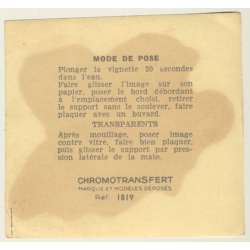 MODE DE POSE
Plonger la vignette 20 secondes
dans l'eau.
Faire glisser l'image sur son
papier, poser le bord débordant
à l'emplacement choisi, retirer
le support sans le soulever, faire
plaquer avec un buvard.
TRANSPARENTS
Après mouillage, poser image
contre vitre, faire bien plaquer,
puis glisser le support par pres-
sion latérale de la main.
CHROMOTRANSFERT
MARQUE ET MODÈLES DÉPOSÉS
Réf 1819